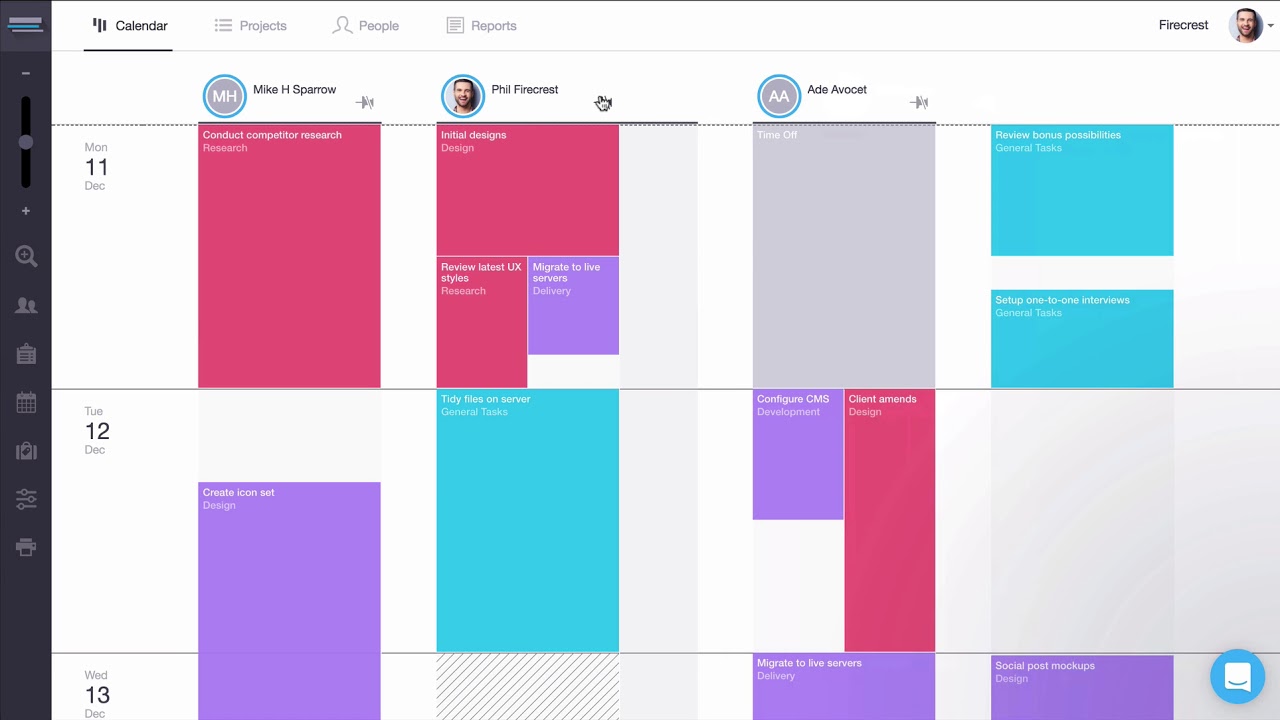 Calendar
Projects
People
Reports
Firecrest
MH
Mike H Sparrow
Phil Firecrest
AA
Ade Avocet
Mon
11
Dec
Conduct competitor research
Research
Initial designs
Design
Time Off
Review bonus possibilities
General Tasks
Review latest UX
styles
Research
Migrate to live
servers
Delivery
Setup one-to-one interviews
General Tasks
Tue
12
Dec
Tidy files on server
General Tasks
Configure CMS
Development
Client amends
Design
Create icon set
Design
Wed
13
Dec
Migrate to live servers
Delivery
Social post mockups
Design